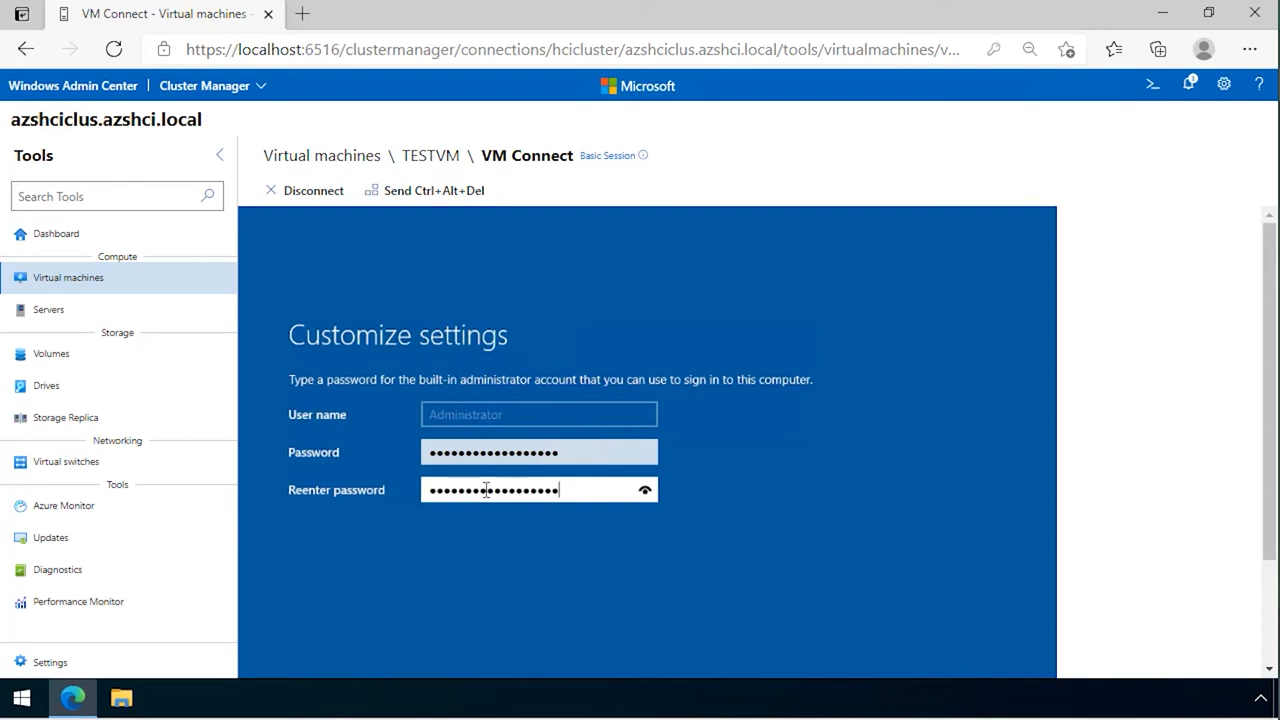 VM Connect - Virtual machines -
https://localhost:6516/clustermanager/connections/hcicluster/azshciclus.azshci.local/tools/virtualmachines/v...
Windows Admin Center | Cluster Manager
Microsoft
1
?
azshciclus.azshci.local
Tools
Virtual machines \ TESTVM \ VM Connect Basic Session
Disconnect
Send Ctrl+Alt+Del
Search Tools
Dashboard
Compute
Virtual machines
Servers
Storage
Volumes
Drives
Storage Replica
Networking
Virtual switches
Tools
Azure Monitor
Updates
Diagnostics
Performance Monitor
Settings
Customize settings
Type a password for the built-in administrator account that you can use to sign in to this computer.
User name
Administrator
Password
••••••••••••••••••
Reenter password
••••••••••••••••••